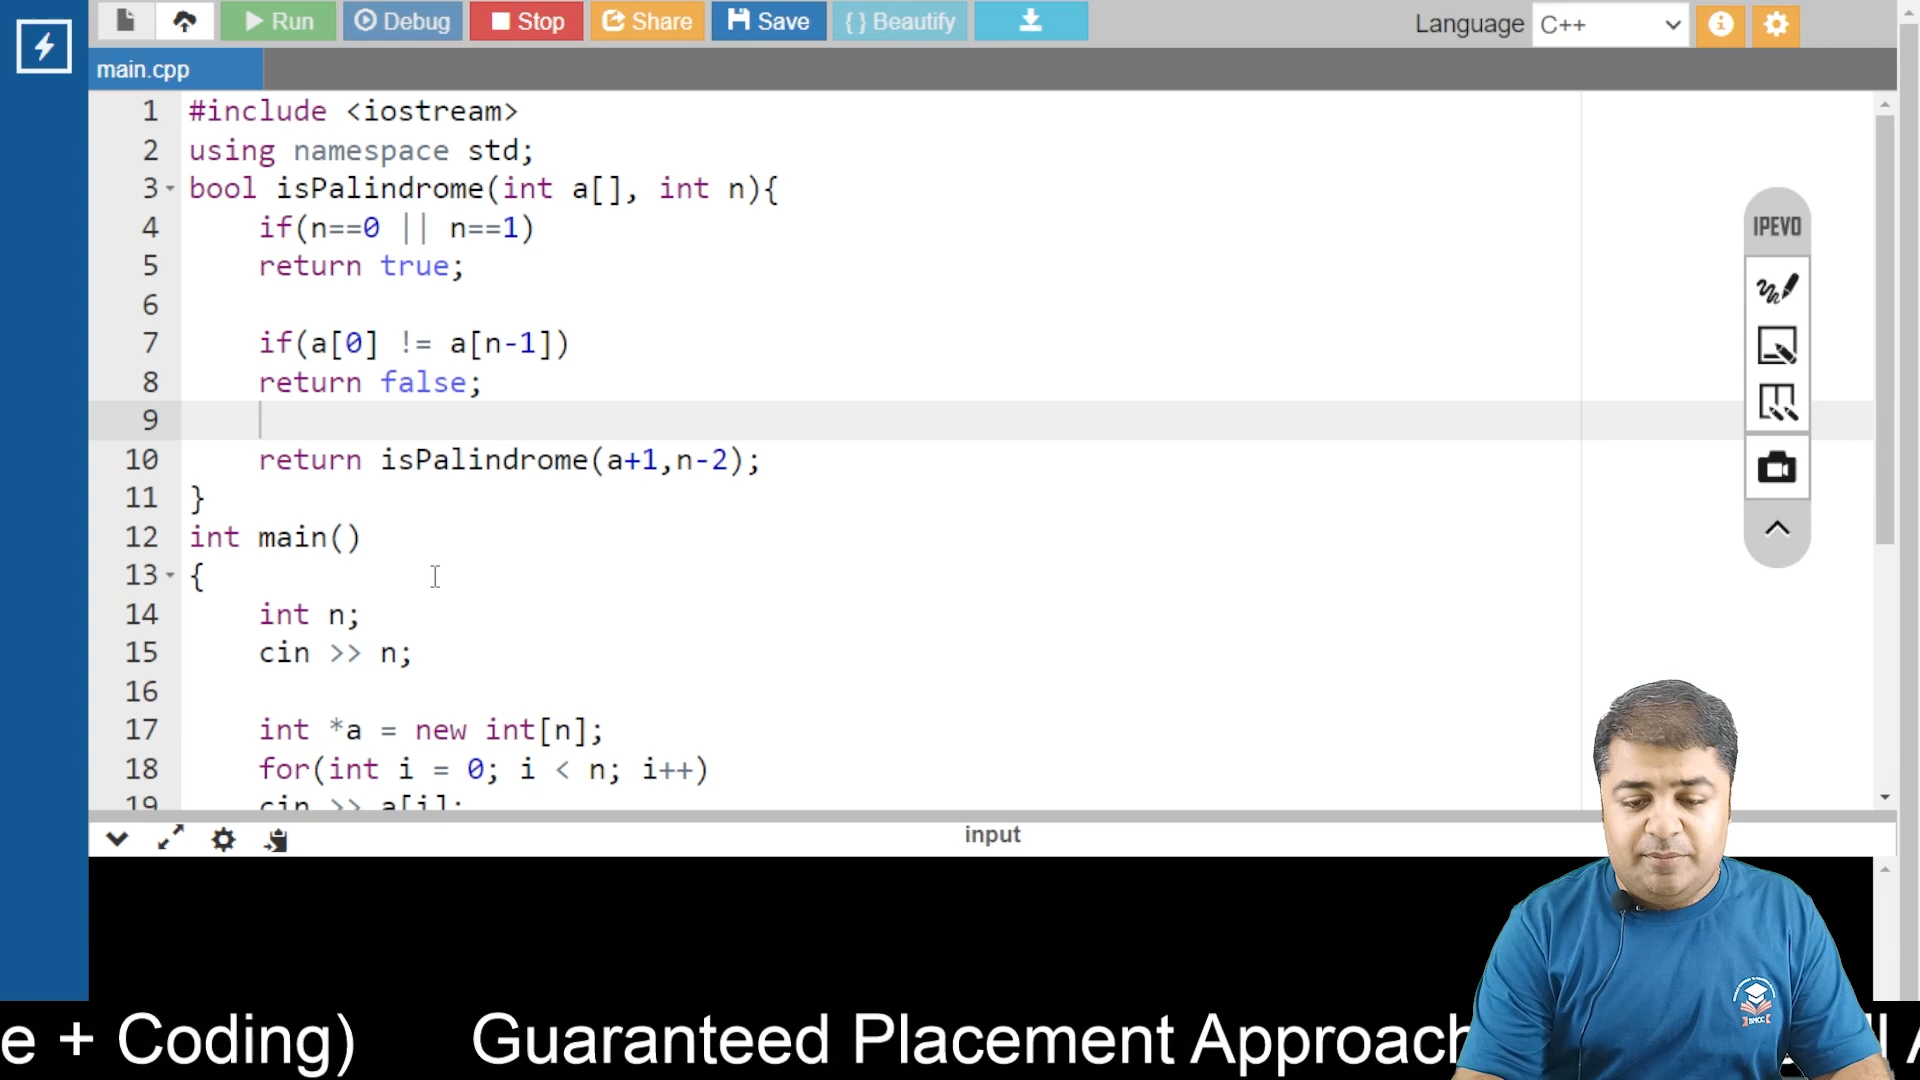 Run Debug Stop Share Save { } Beautify Language C++
main.cpp
1 #include <iostream>
2 using namespace std;
3 bool isPalindrome(int a[], int n){
4 if(n==0 || n==1)
5 return true;
6
7 if(a[0] != a[n-1])
8 return false;
9
10 return isPalindrome(a+1,n-2);
11 }
12 int main()
13 {
14 int n;
15 cin >> n;
16
17 int *a = new int[n];
18 for(int i = 0; i < n; i++)
19 cin >> a[i];
IPEVO
input
e + Coding) Guaranteed Placement Approach